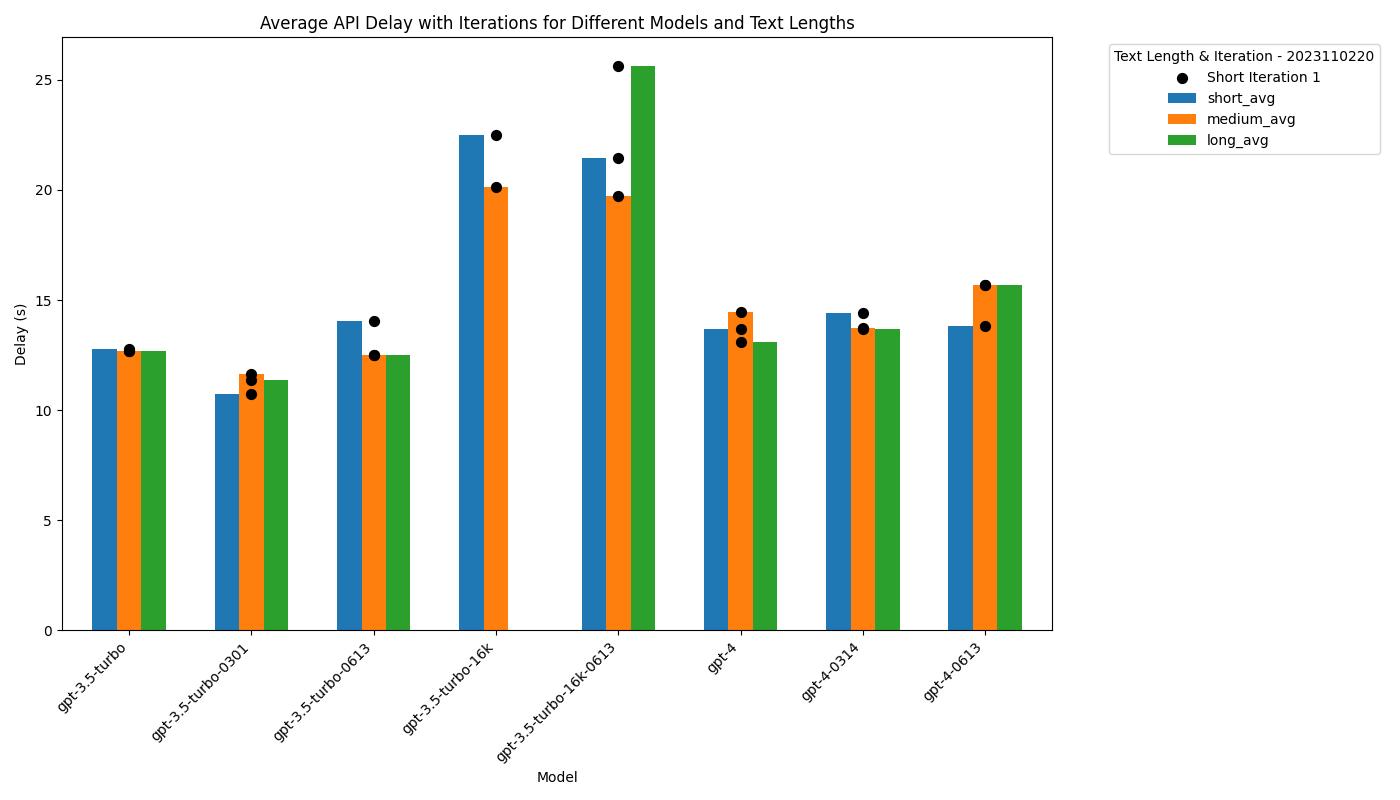 Average API Delay with Iterations for Different Models and Text Lengths
Text Length & Iteration - 2023110220
Short Iteration 1
short_avg
medium_avg
long_avg
Delay (s)
25
20
15
10
5
0
gpt-3.5-turbo
gpt-3.5-turbo-0301
gpt-3.5-turbo-0613
gpt-3.5-turbo-16k
gpt-3.5-turbo-16k-0613
gpt-4
gpt-4-0314
gpt-4-0613
Model